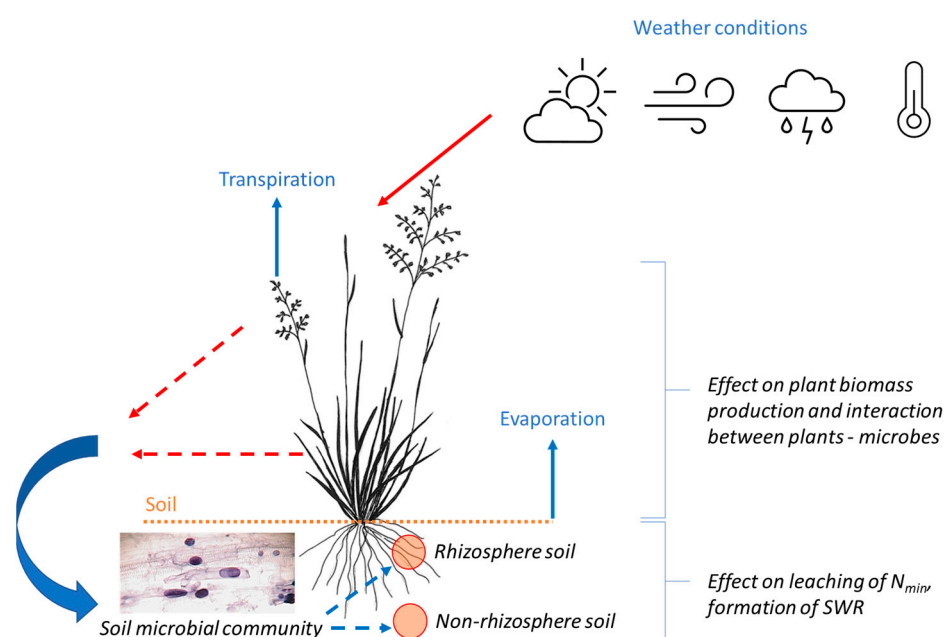 Weather conditions
Transpiration
Evaporation
Effect on plant biomass
production and interaction
between plants - microbes
Soil
Rhizosphere soil
Non-rhizosphere soil
Soil microbial community
Effect on leaching of Nmin,
formation of SWR